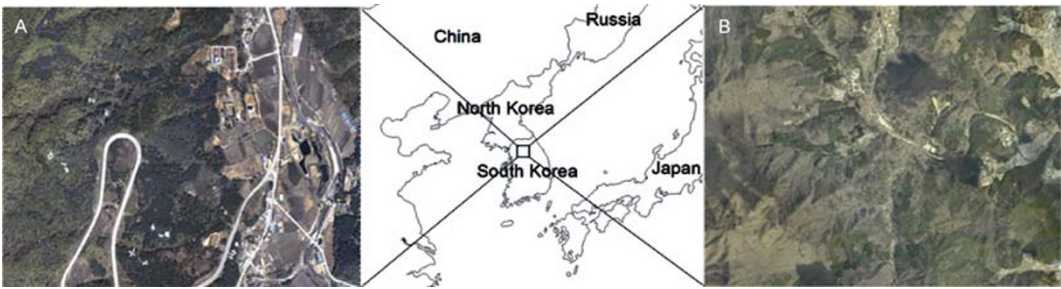 A
China
Russia
North Korea
South Korea
Japan
B